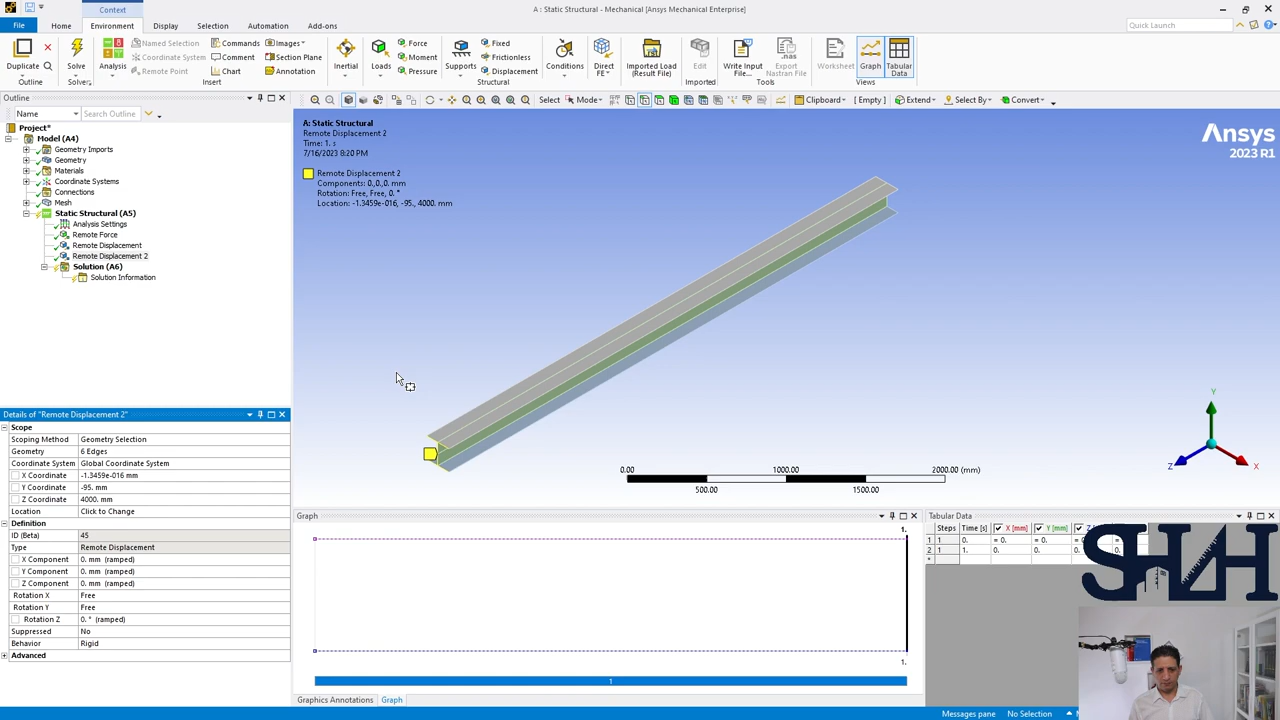 Context
A : Static Structural - Mechanical [Ansys Mechanical Enterprise]
File Home Environment Display Selection Automation Add-ons
Quick Launch
Duplicate
Outline
Solve
Solver
Analysis
Named Selection
Coordinate System
Remote Point
Commands
Comment
Chart
Images
Section Plane
Annotation
Insert
Inertial
Loads
Force
Moment
Pressure
Supports
Fixed
Frictionless
Displacement
Structural
Conditions
Direct
FE
Imported Load
(Result File)
Edit
Imported
Write Input
File...
Export
Nastran File
Tools
Worksheet
Graph
Tabular
Data
Views
Outline
Name
Search Outline
Select Mode Clipboard [ Empty ] Extend Select By Convert
Project*
Model (A4)
Geometry Imports
Geometry
Materials
Coordinate Systems
Connections
Mesh
Static Structural (A5)
Analysis Settings
Remote Force
Remote Displacement
Remote Displacement 2
Solution (A6)
Solution Information
A: Static Structural
Remote Displacement 2
Time: 1. s
7/16/2023 8:20 PM
Remote Displacement 2
Components: 0.,0.,0. mm
Rotation: Free, Free, 0. °
Location: -1.3459e-016, -95., 4000. mm
Ansys
2023 R1
Y
Z
X
0.00 1000.00 2000.00 (mm)
500.00 1500.00
Details of "Remote Displacement 2"
Scope
Scoping Method Geometry Selection
Geometry 6 Edges
Coordinate System Global Coordinate System
X Coordinate -1.3459e-016 mm
Y Coordinate -95. mm
Z Coordinate 4000. mm
Location Click to Change
Definition
ID (Beta) 45
Type Remote Displacement
X Component 0. mm (ramped)
Y Component 0. mm (ramped)
Z Component 0. mm (ramped)
Rotation X Free
Rotation Y Free
Rotation Z 0. ° (ramped)
Suppressed No
Behavior Rigid
Advanced
Graph
1.
1.
1
Graphics Annotations Graph
Tabular Data
Steps Time [s] X [mm] Y [mm]
1 1 0. = 0. = 0. = 0. = 0.
2 1 1. 0. 0. 0. 0.
*
SHZH
Messages pane No Selection